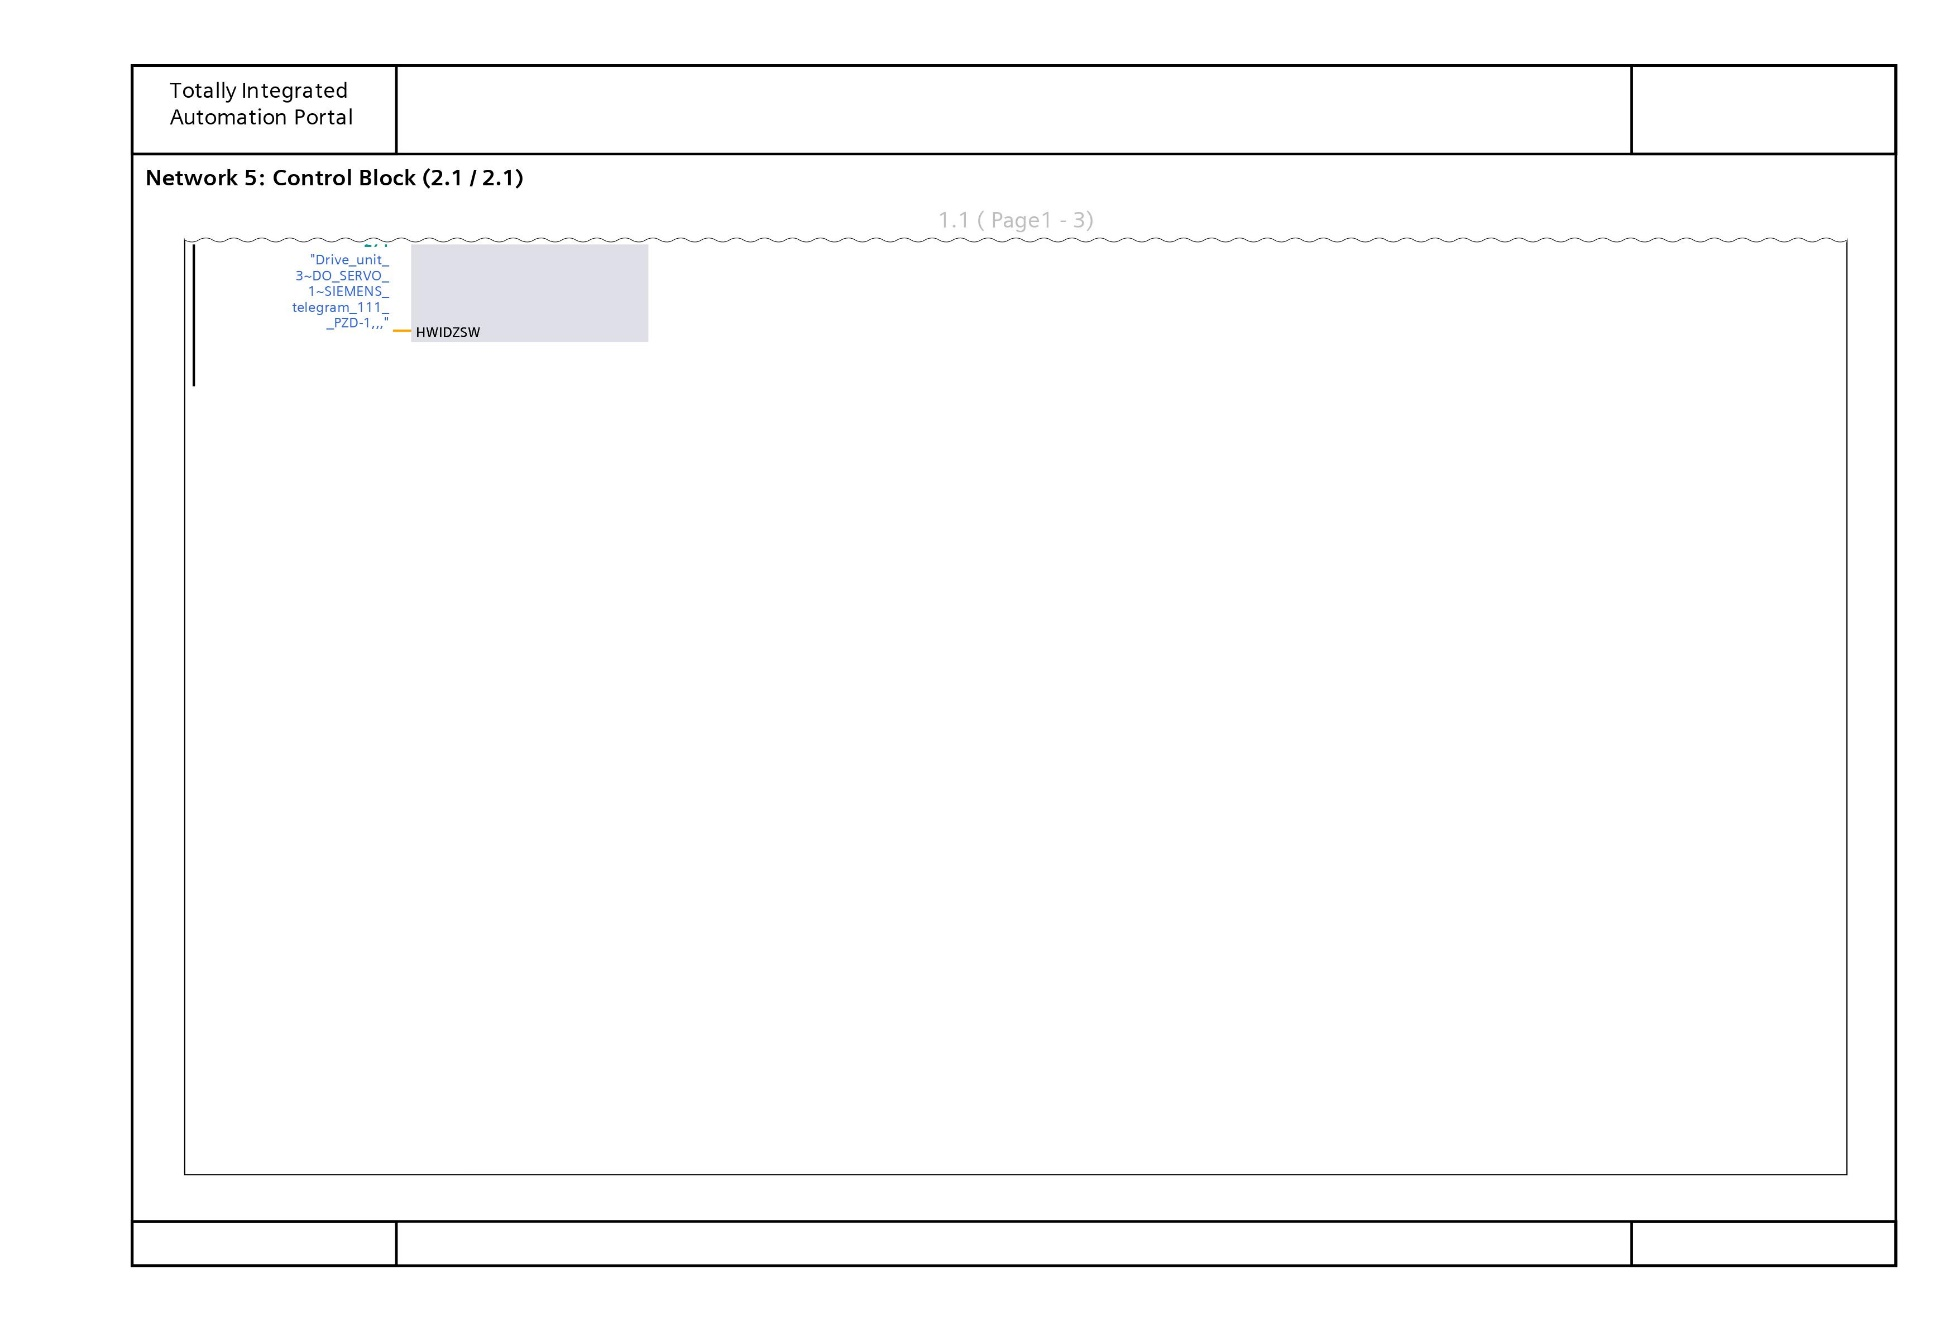 Totally Integrated
Automation Portal
Network 5: Control Block (2.1 / 2.1)
1.1 ( Page1 - 3)
"Drive_unit_
3~DO_SERVO_
1~SIEMENS_
telegram_111_
_PZD-1,,,"
HWIDZSW